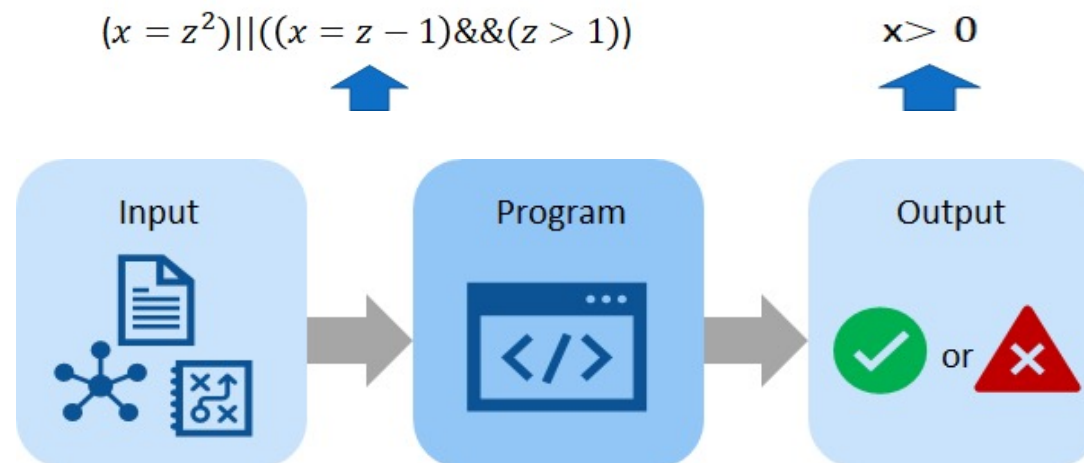 (x = z²)||((x = z − 1)&&(z > 1))
x> 0
Input
Program
Output
</> 
or